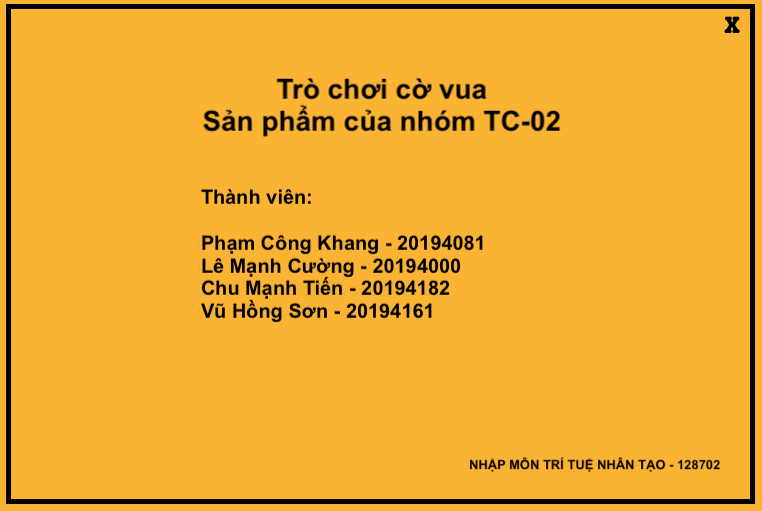 X
Trò chơi cờ vua
Sản phẩm của nhóm TC-02
Thành viên:
Phạm Công Khang - 20194081
Lê Mạnh Cường - 20194000
Chu Mạnh Tiến - 20194182
Vũ Hồng Sơn - 20194161
NHẬP MÔN TRÍ TUỆ NHÂN TẠO - 128702